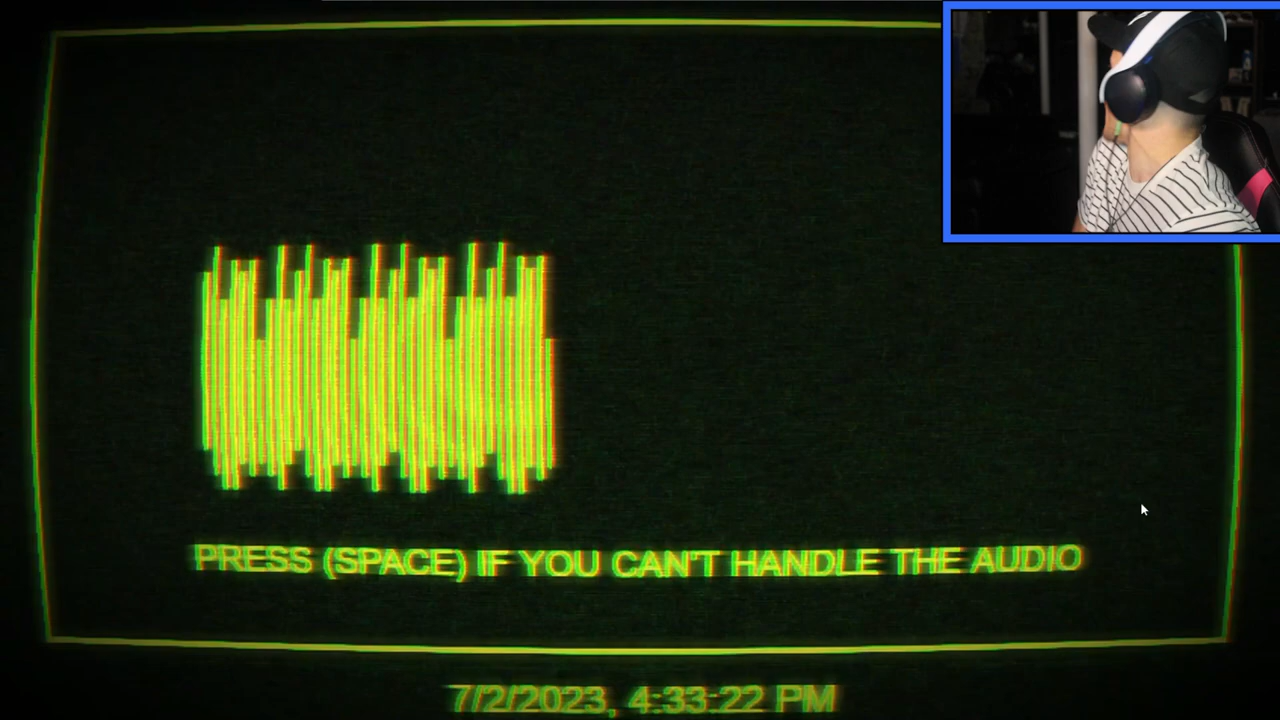 PRESS (SPACE) IF YOU CAN'T HANDLE THE AUDIO
7/2/2023, 4:33:22 PM